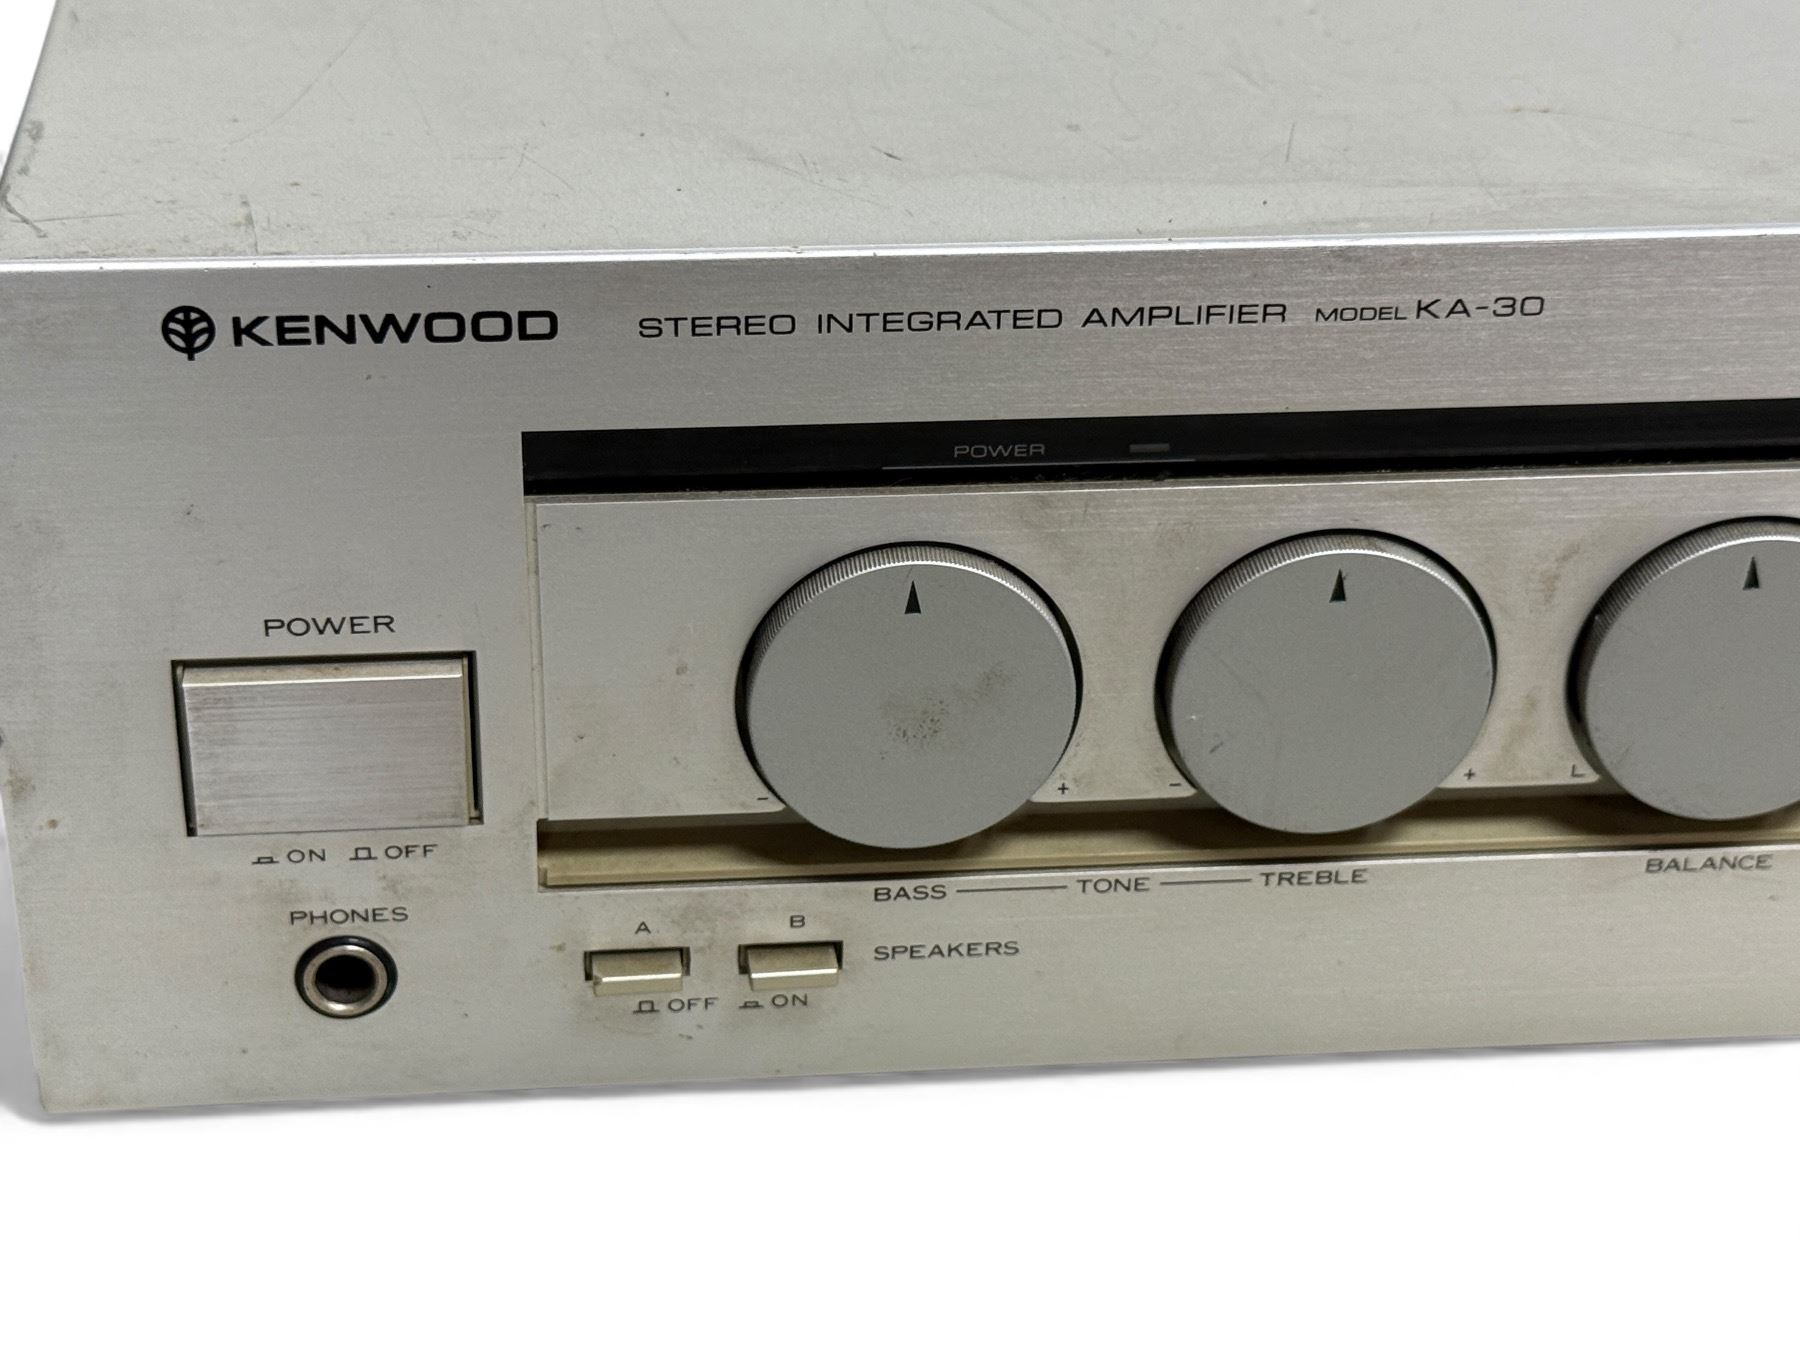 KENWOOD STEREO INTEGRATED AMPLIFIER MODEL KA-30
POWER
POWER
- + - + L
ON OFF
BASS TONE TREBLE BALANCE
PHONES
A B SPEAKERS
OFF ON